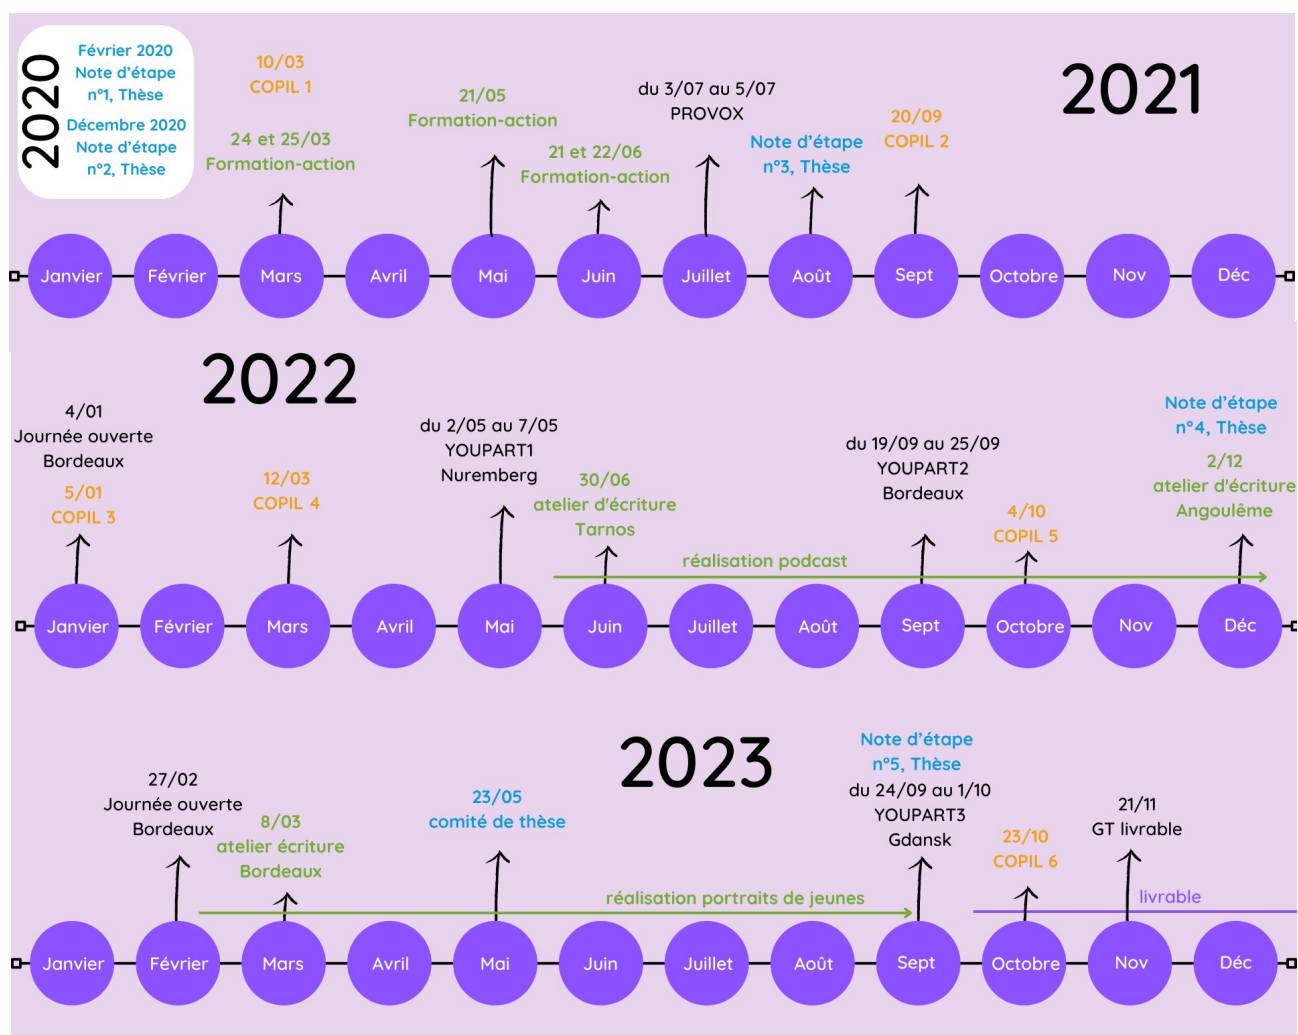 2020
Février 2020
Note d'étape
n°1, Thèse
Décembre 2020
Note d'étape
n°2, Thèse
2021
10/03
COPIL 1
24 et 25/03
Formation-action
21/05
Formation-action
21 et 22/06
Formation-action
du 3/07 au 5/07
PROVOX
Note d'étape
n°3, Thèse
20/09
COPIL 2
Janvier
Février
Mars
Avril
Mai
Juin
Juillet
Août
Sept
Octobre
Nov
Déc
2022
4/01
Journée ouverte
Bordeaux
5/01
COPIL 3
12/03
COPIL 4
du 2/05 au 7/05
YOUPART1
Nuremberg
30/06
atelier d'écriture
Tarnos
réalisation podcast
du 19/09 au 25/09
YOUPART2
Bordeaux
4/10
COPIL 5
Note d'étape
n°4, Thèse
2/12
atelier d'écriture
Angoulême
Janvier
Février
Mars
Avril
Mai
Juin
Juillet
Août
Sept
Octobre
Nov
Déc
2023
27/02
Journée ouverte
Bordeaux
8/03
atelier écriture
Bordeaux
23/05
comité de thèse
réalisation portraits de jeunes
Note d'étape
n°5, Thèse
du 24/09 au 1/10
YOUPART3
Gdansk
23/10
COPIL 6
21/11
GT livrable
livrable
Janvier
Février
Mars
Avril
Mai
Juin
Juillet
Août
Sept
Octobre
Nov
Déc